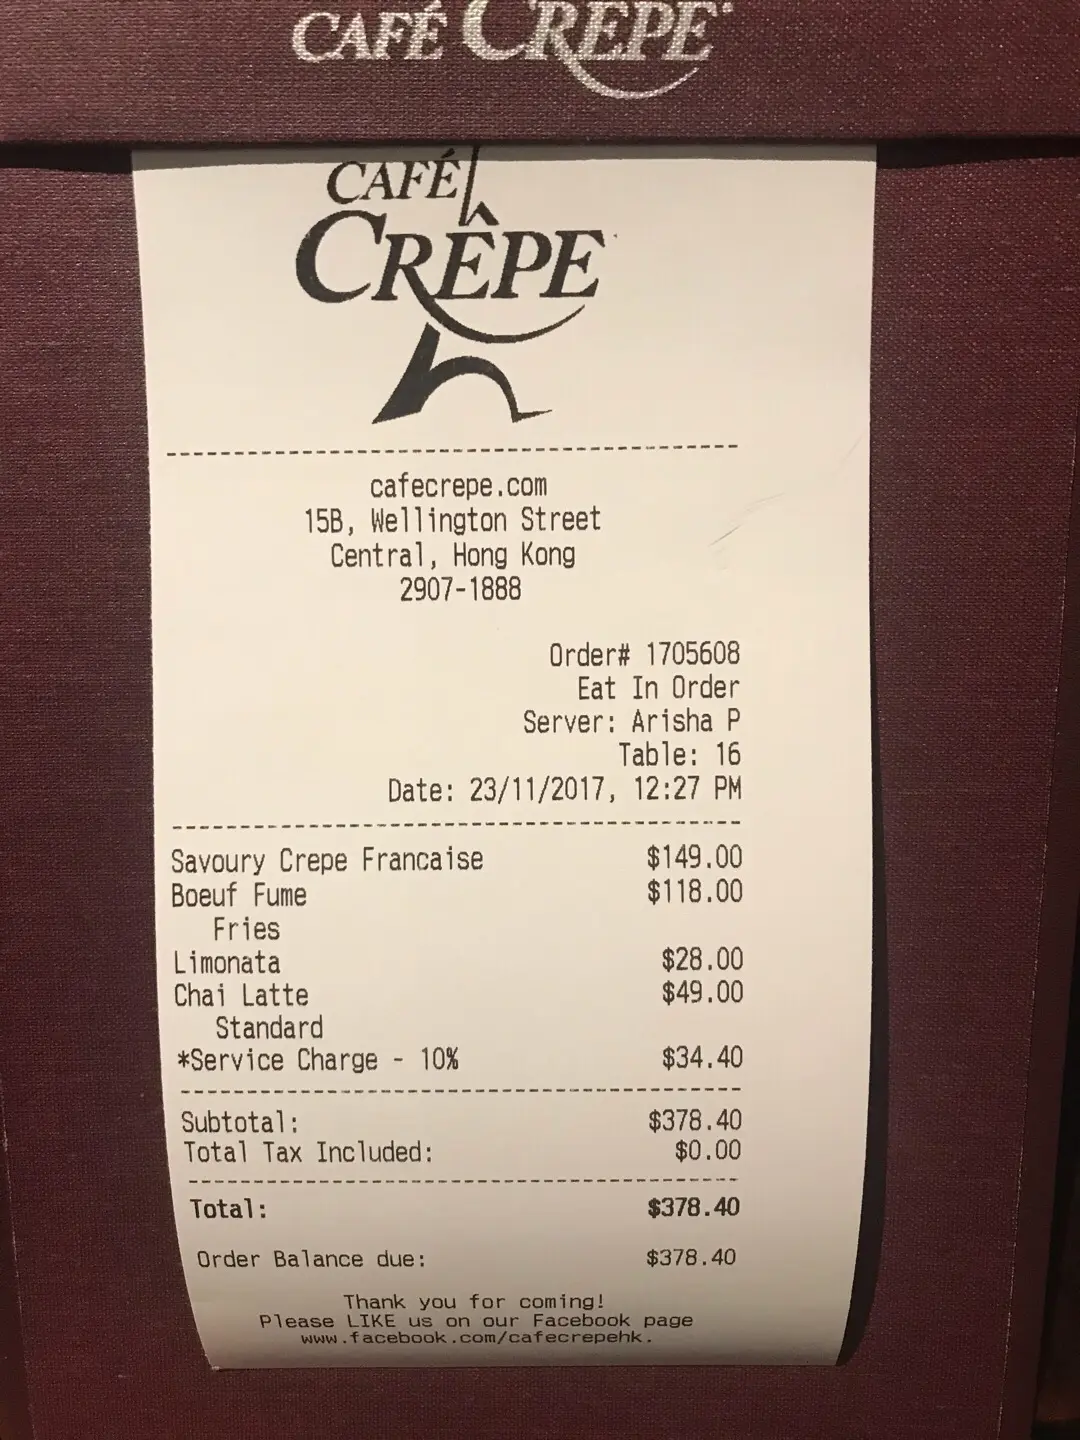 CAFÉ CRÊPE
CAFÉ
CRÊPE
cafecrepe.com
15B, Wellington Street
Central, Hong Kong
2907-1888
Order# 1705608
Eat In Order
Server: Arisha P
Table: 16
Date: 23/11/2017, 12:27 PM
Savoury Crepe Francaise $149.00
Boeuf Fume $118.00
Fries
Limonata $28.00
Chai Latte $49.00
Standard
*Service Charge - 10% $34.40
Subtotal: $378.40
Total Tax Included: $0.00
Total: $378.40
Order Balance due: $378.40
Thank you for coming!
Please LIKE us on our Facebook page
www.facebook.com/cafecrepehk.